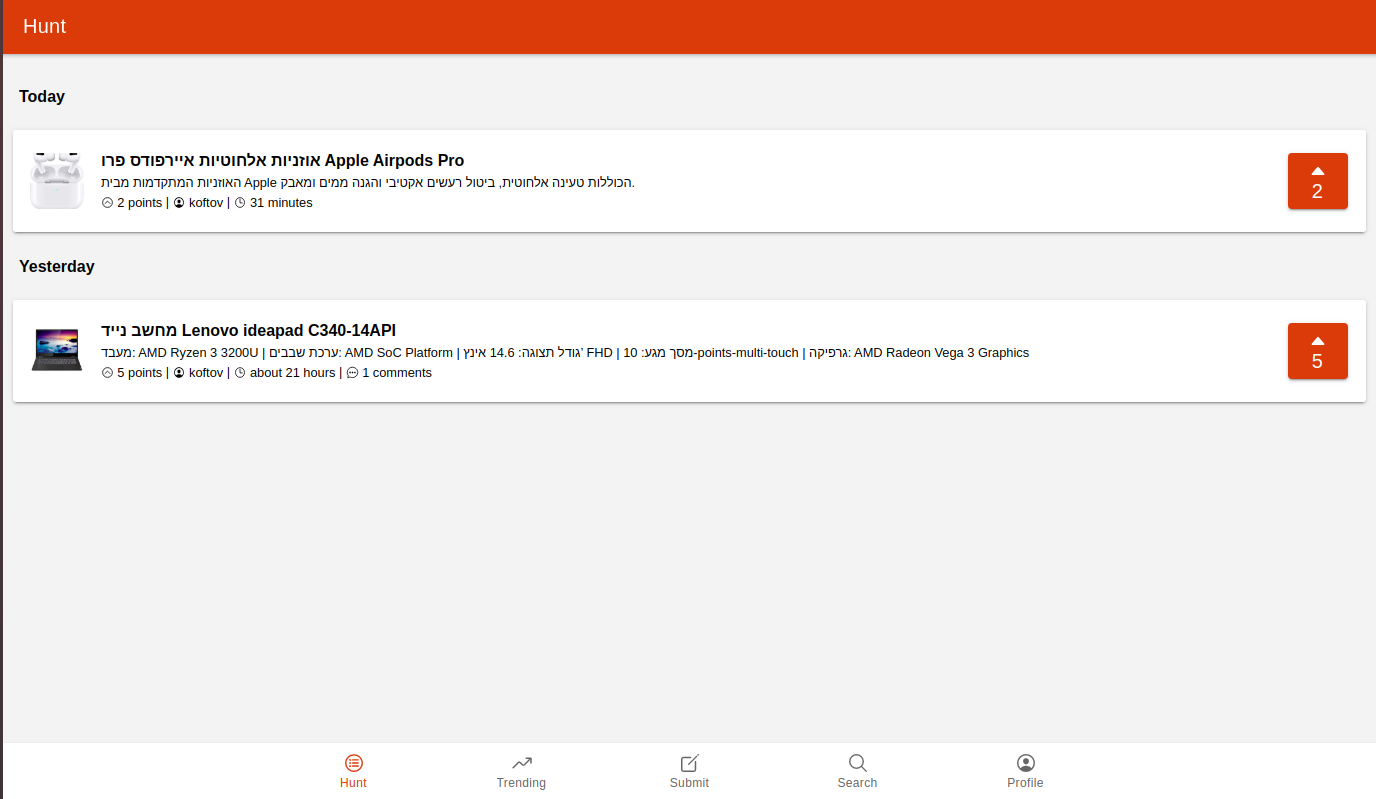 Hunt
Today
אוזניות אלחוטיות איירפודס פרו Apple Airpods Pro
האוזניות המתקדמות מבית Apple הכוללות טעינה אלחוטית, ביטול רעשים אקטיבי והגנה ממים ומאבק.
2 points | koftov | 31 minutes
2
Yesterday
מחשב נייד Lenovo ideapad C340-14API
מעבד: AMD Ryzen 3 3200U | ערכת שבבים: AMD SoC Platform | גודל תצוגה: 14.6 אינץ' FHD | מסך מגע: 10-points-multi-touch | גרפיקה: AMD Radeon Vega 3 Graphics
5 points | koftov | about 21 hours | 1 comments
5
Hunt
Trending
Submit
Search
Profile